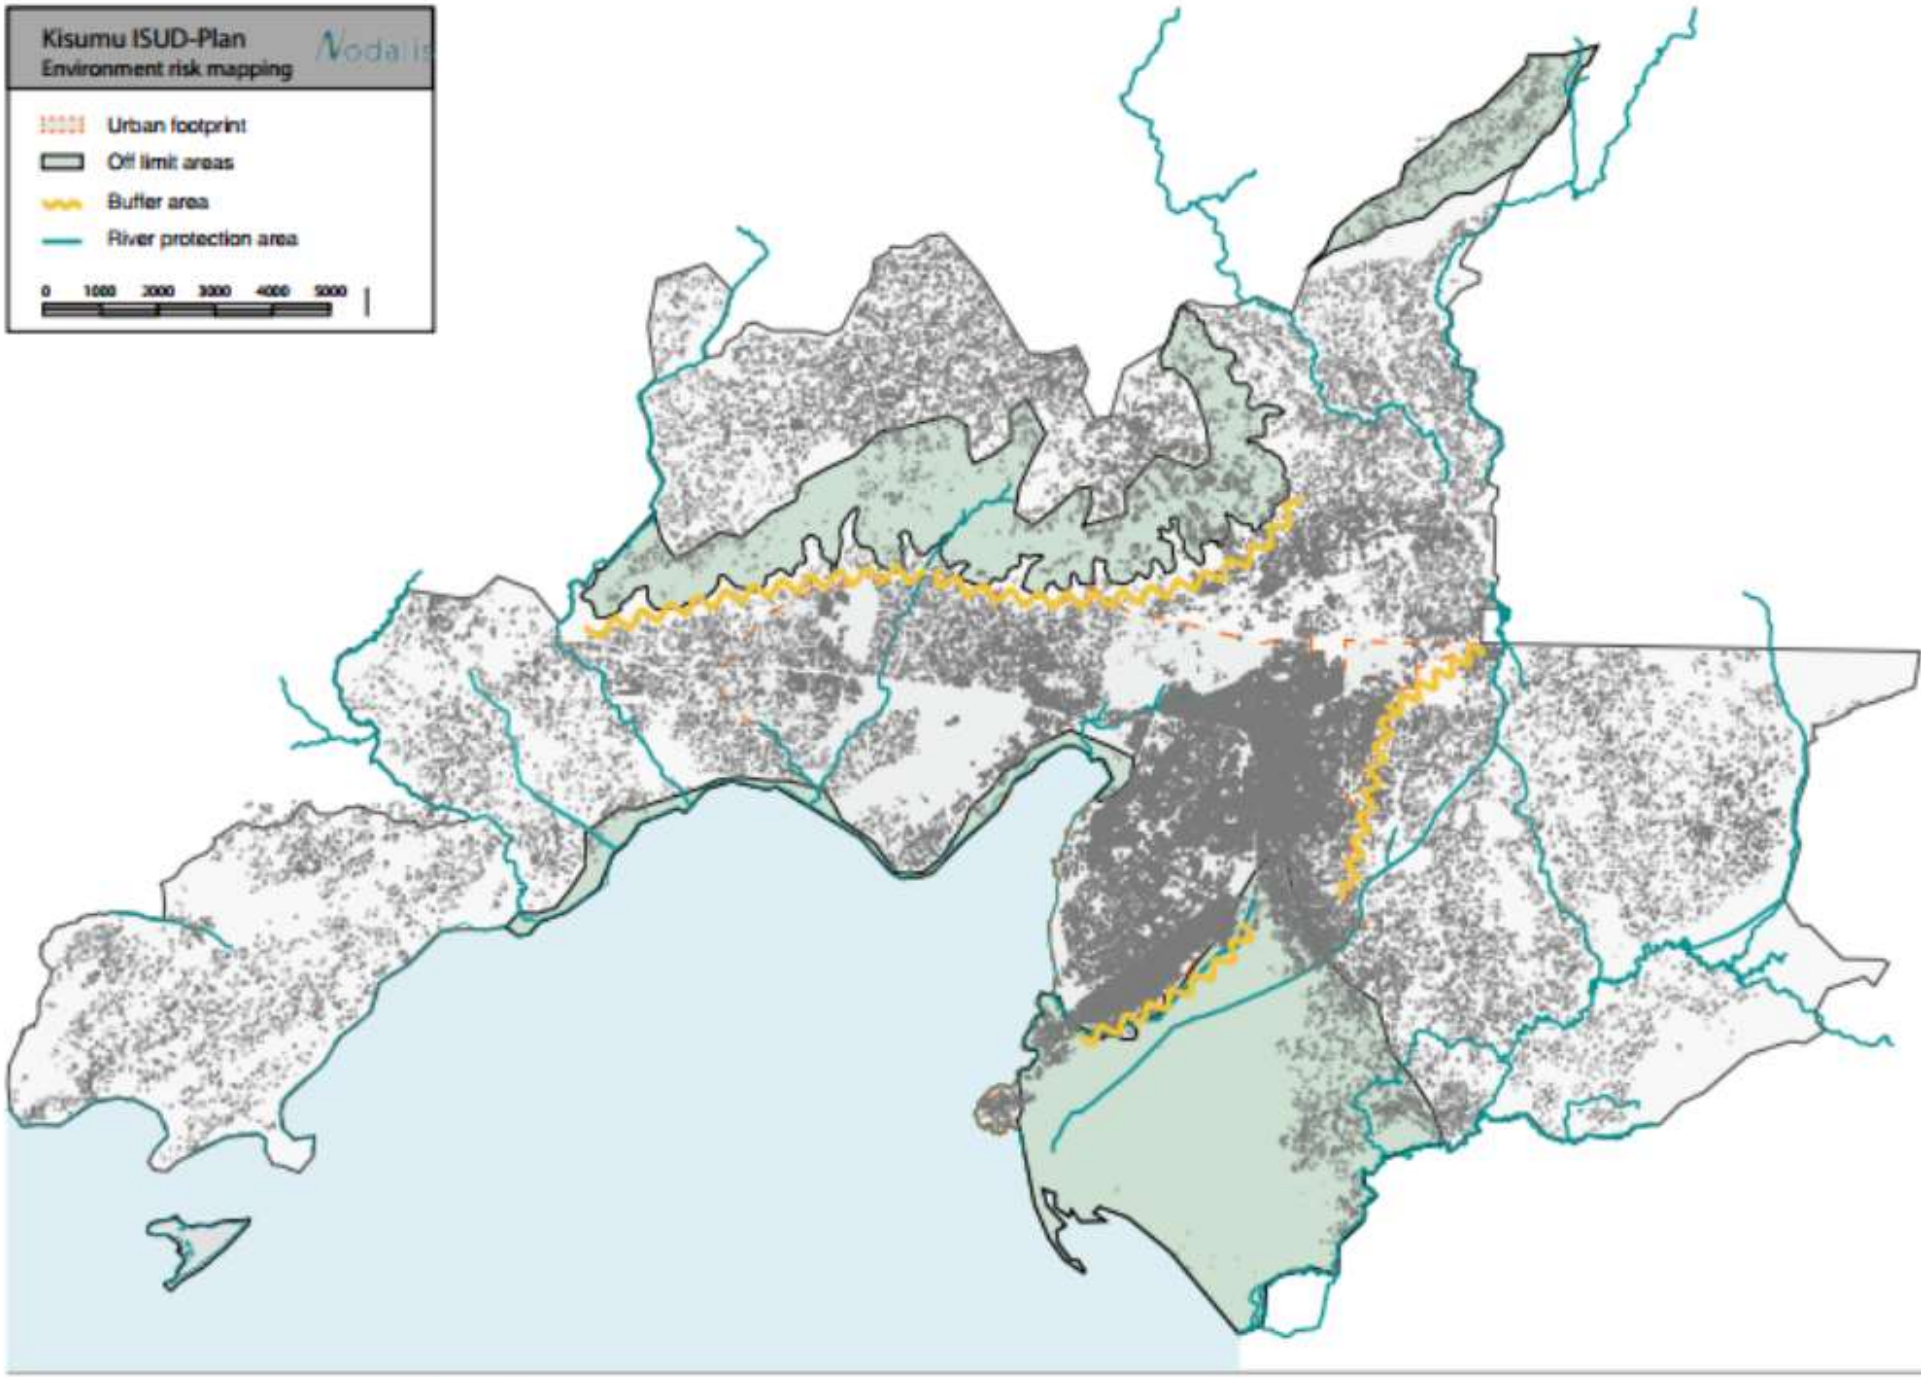 Kisumu ISUD-Plan
Nodalis
Environment risk mapping
Urban footprint
Off limit areas
Buffer area
River protection area
0 1000 2000 3000 4000 5000